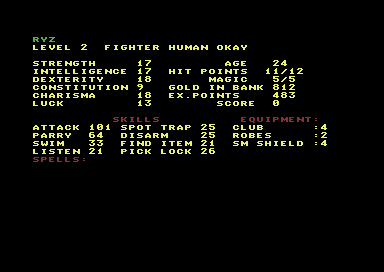 RYZ
LEVEL 2  FIGHTER HUMAN OKAY
STRENGTH     17         AGE    24
INTELLIGENCE 17  HIT POINTS  11/12
DEXTERITY    18       MAGIC   5/5
CONSTITUTION 9   GOLD IN BANK 812
CHARISMA     18  EX.POINTS    483
LUCK         13        SCORE  0
SKILLS          EQUIPMENT:
ATTACK 101 SPOT TRAP 25  CLUB       :4
PARRY  64  DISARM    25  ROBES      :2
SWIM   33  FIND ITEM 21  SM SHIELD :4
LISTEN 21  PICK LOCK 26
SPELLS: